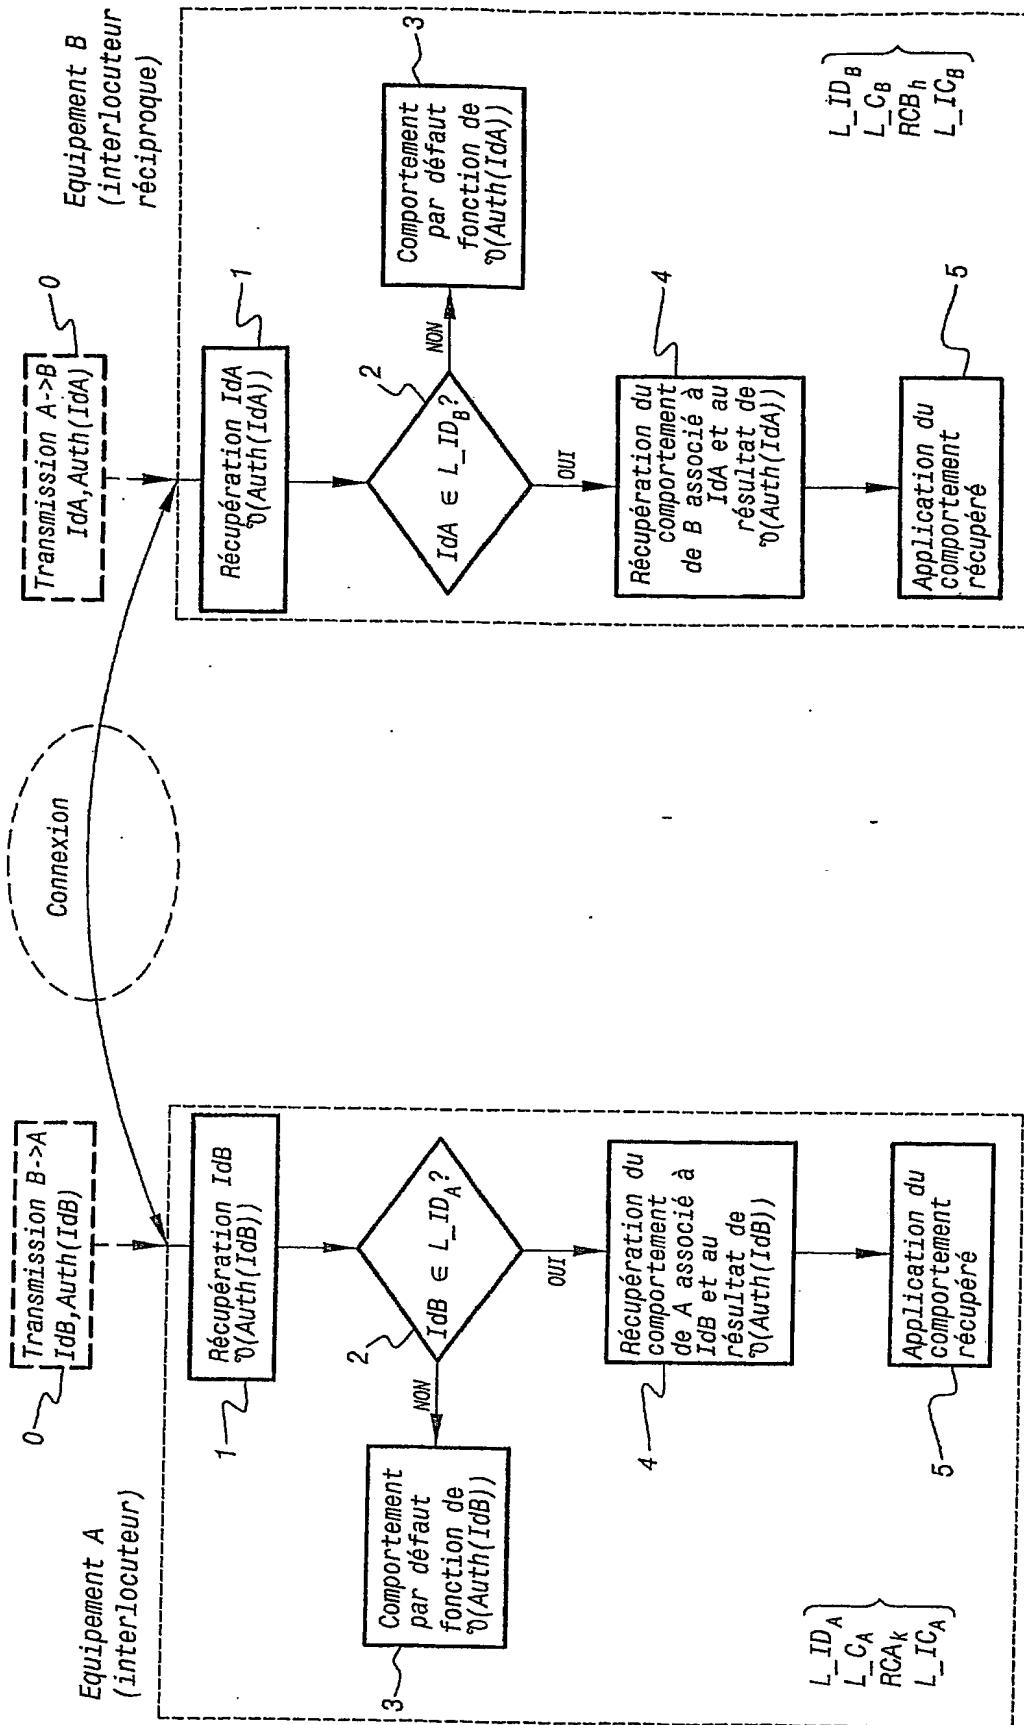 Equipement A
(interlocuteur)
0
Transmission B->A
IdB,Auth(IdB)
1
Récupération IdB
V(Auth(IdB))
2
IdB ∈ L_ID_A?
NON
OUI
3
Comportement
par défaut
fonction de
V(Auth(IdB))
4
Récupération du
comportement
de A associé à
IdB et au
résultat de
V(Auth(IdB))
5
Application du
comportement
récupéré
L_ID_A
L_C_A
RCA_k
L_IC_A
Connexion
Equipement B
(interlocuteur
réciproque)
0
Transmission A->B
IdA,Auth(IdA)
1
Récupération IdA
V(Auth(IdA))
2
IdA ∈ L_ID_B?
NON
OUI
3
Comportement
par défaut
fonction de
V(Auth(IdA))
4
Récupération du
comportement
de B associé à
IdA et au
résultat de
V(Auth(IdA))
5
Application du
comportement
récupéré
L_ID_B
L_C_B
RCB_h
L_IC_B